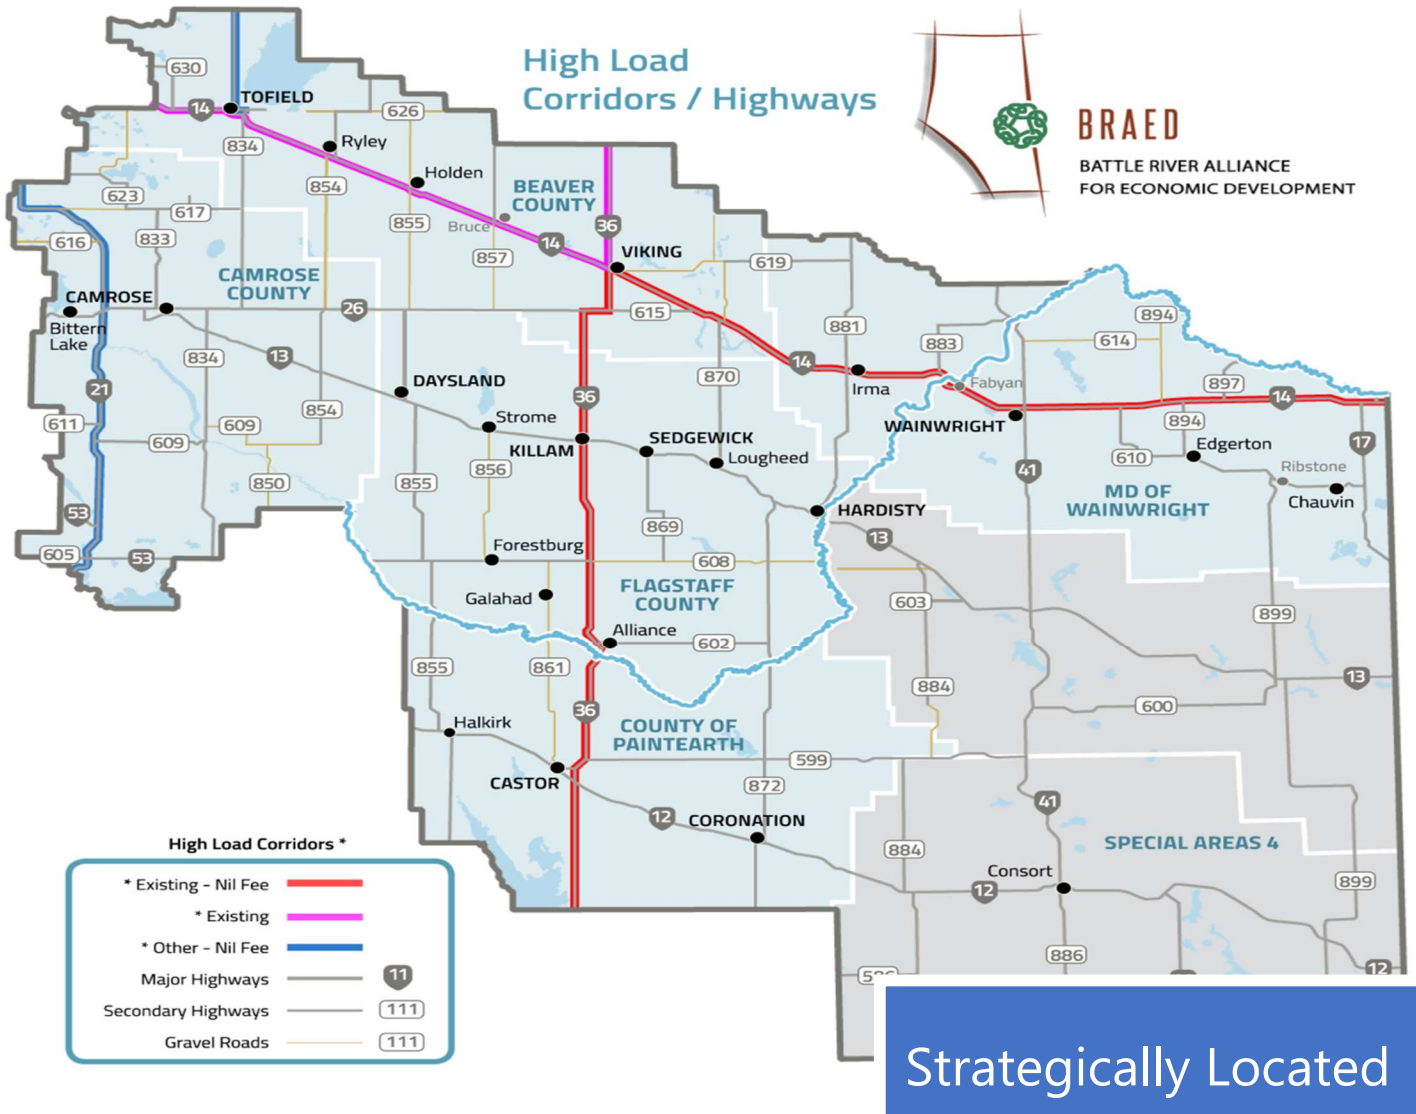 High Load
Corridors / Highways
BRAED
BATTLE RIVER ALLIANCE
FOR ECONOMIC DEVELOPMENT
630
14
TOFIELD
626
834
Ryley
Holden
854
623
617
855
Bruce
BEAVER
COUNTY
36
14
616
833
857
VIKING
619
CAMROSE
COUNTY
CAMROSE
Bittern
Lake
26
615
881
894
883
614
834
13
14
870
Irma
Fabyan
897
14
21
DAYSLAND
36
854
Strome
611
609
609
KILLAM
SEDGEWICK
Lougheed
WAINWRIGHT
894
Edgerton
17
610
Ribstone
Chauvin
41
856
850
855
MD OF
WAINWRIGHT
53
869
HARDISTY
13
605
53
Forestburg
608
FLAGSTAFF
COUNTY
Galahad
603
899
Alliance
602
855
861
884
13
36
600
Halkirk
COUNTY OF
PAINTEARTH
599
CASTOR
872
12
CORONATION
41
SPECIAL AREAS 4
884
Consort
12
899
886
12
High Load Corridors *
* Existing - Nil Fee
* Existing
* Other - Nil Fee
Major Highways 11
Secondary Highways 111
Gravel Roads 111
Strategically Located